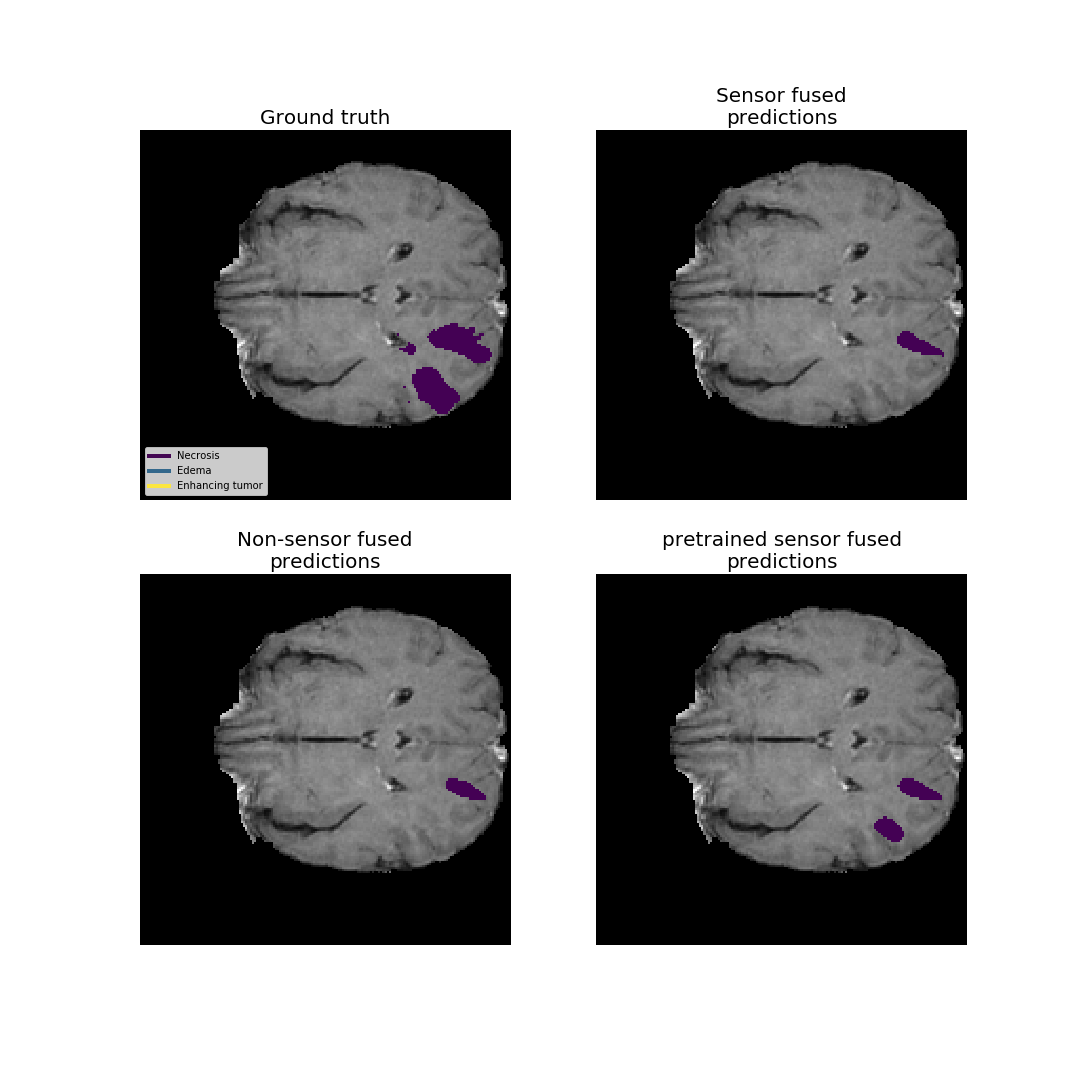 Ground truth
Sensor fused
predictions
Necrosis
Edema
Enhancing tumor
Non-sensor fused
predictions
pretrained sensor fused
predictions